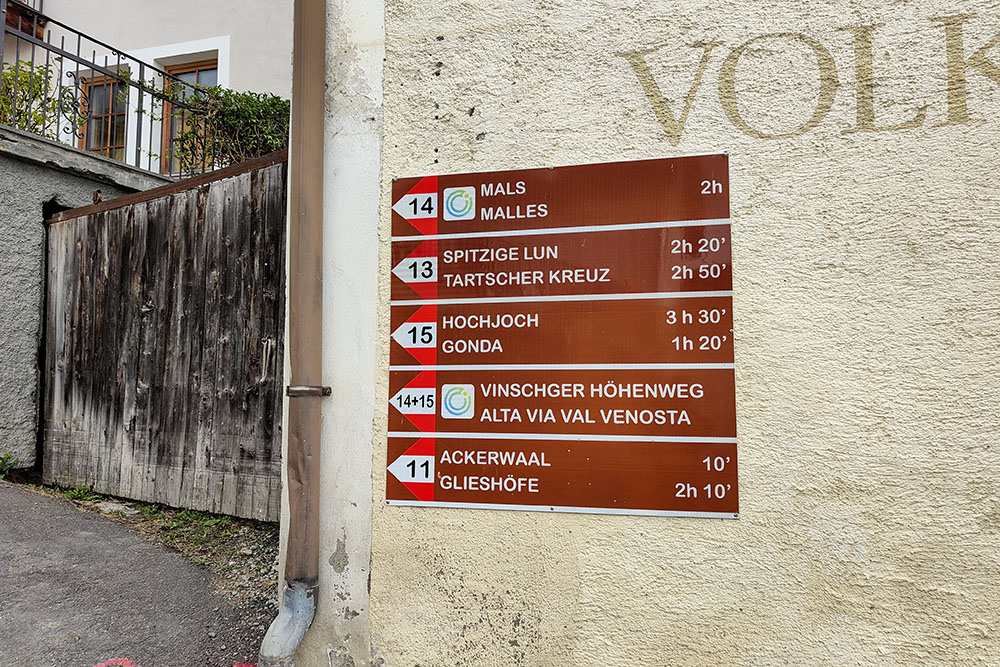 VOLK
14 MALS 2h
MALLES
13 SPITZIGE LUN 2h 20'
TARTSCHER KREUZ 2h 50'
15 HOCHJOCH 3 h 30'
GONDA 1h 20'
14+15 VINSCHGER HÖHENWEG
ALTA VIA VAL VENOSTA
11 ACKERWAAL 10'
GLIESHÖFE 2h 10'